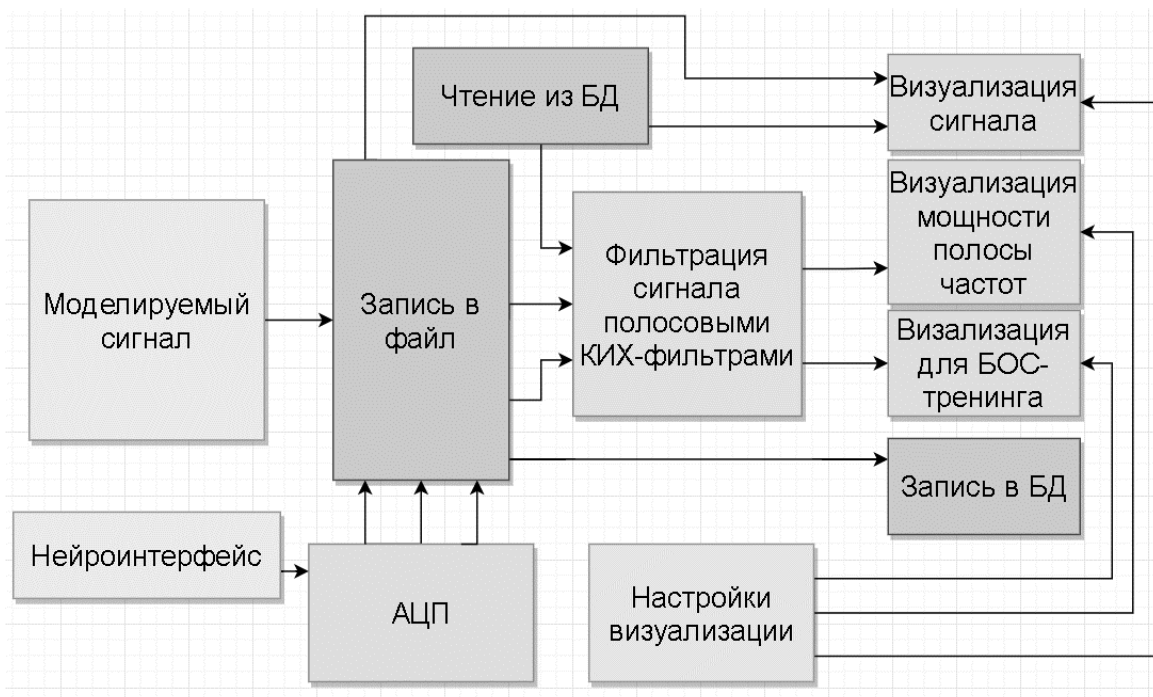 Чтение из БД
Визуализация
сигнала
Визуализация
мощности
полосы
частот
Моделируемый
сигнал
Запись в
файл
Фильтрация
сигнала
полосовыми
КИХ-фильтрами
Визализация
для БОС-
тренинга
Запись в БД
Нейроинтерфейс
АЦП
Настройки
визуализации